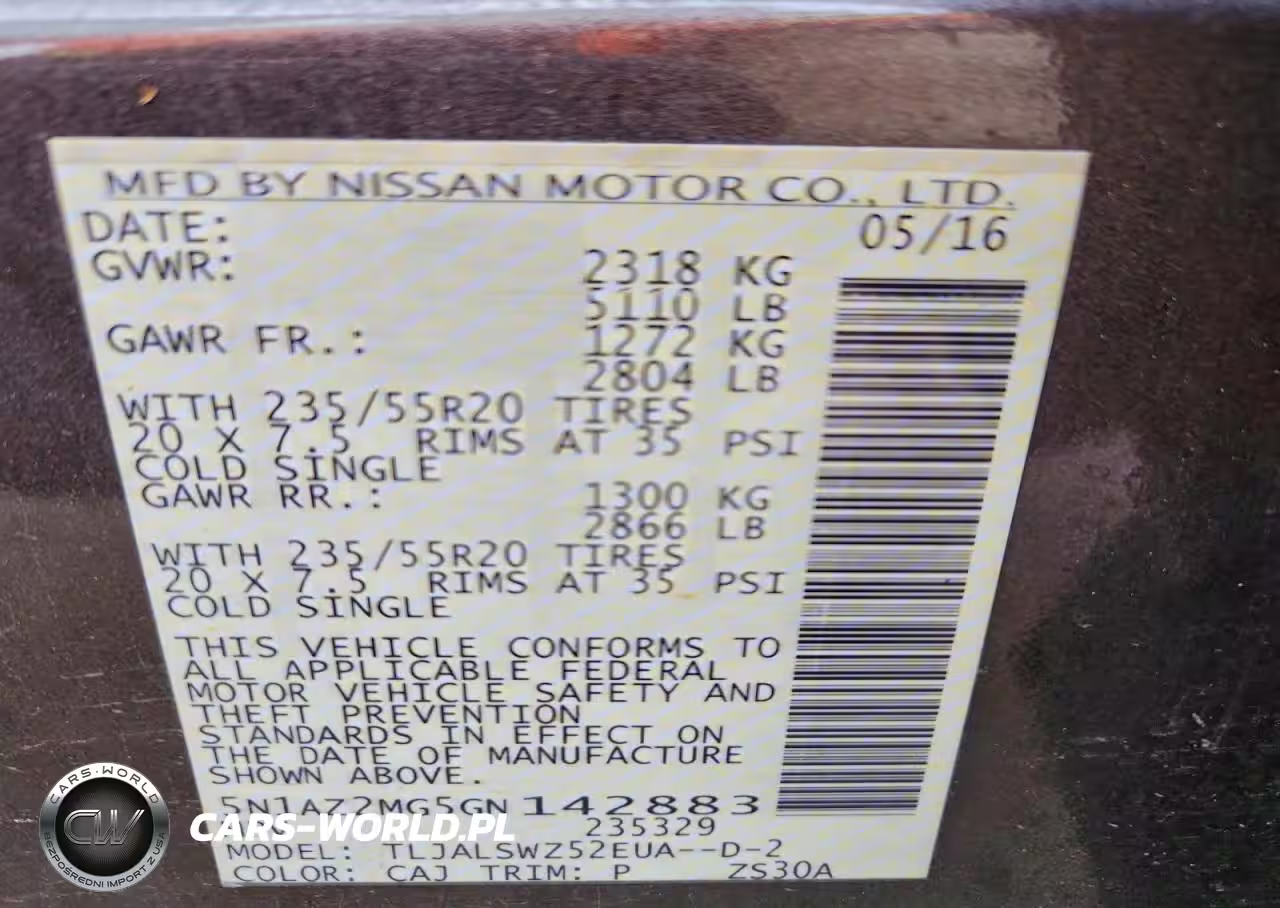 MFD BY NISSAN MOTOR CO., LTD.
DATE: 05/16
GVWR: 2318 KG
5110 LB
GAWR FR.: 1272 KG
2804 LB
WITH 235/55R20 TIRES
20 X 7.5 RIMS AT 35 PSI
COLD SINGLE
GAWR RR.: 1300 KG
2866 LB
WITH 235/55R20 TIRES
20 X 7.5 RIMS AT 35 PSI
COLD SINGLE
THIS VEHICLE CONFORMS TO
ALL APPLICABLE FEDERAL
MOTOR VEHICLE SAFETY AND
THEFT PREVENTION
STANDARDS IN EFFECT ON
THE DATE OF MANUFACTURE
SHOWN ABOVE.
5N1AZ2MG5GN142883
235329
MODEL: TLJALSWZ52EUA--D-2
COLOR: CAJ TRIM: P ZS30A
CARS-WORLD
CW
BEZPOŚREDNI IMPORT Z USA
CARS-WORLD.PL